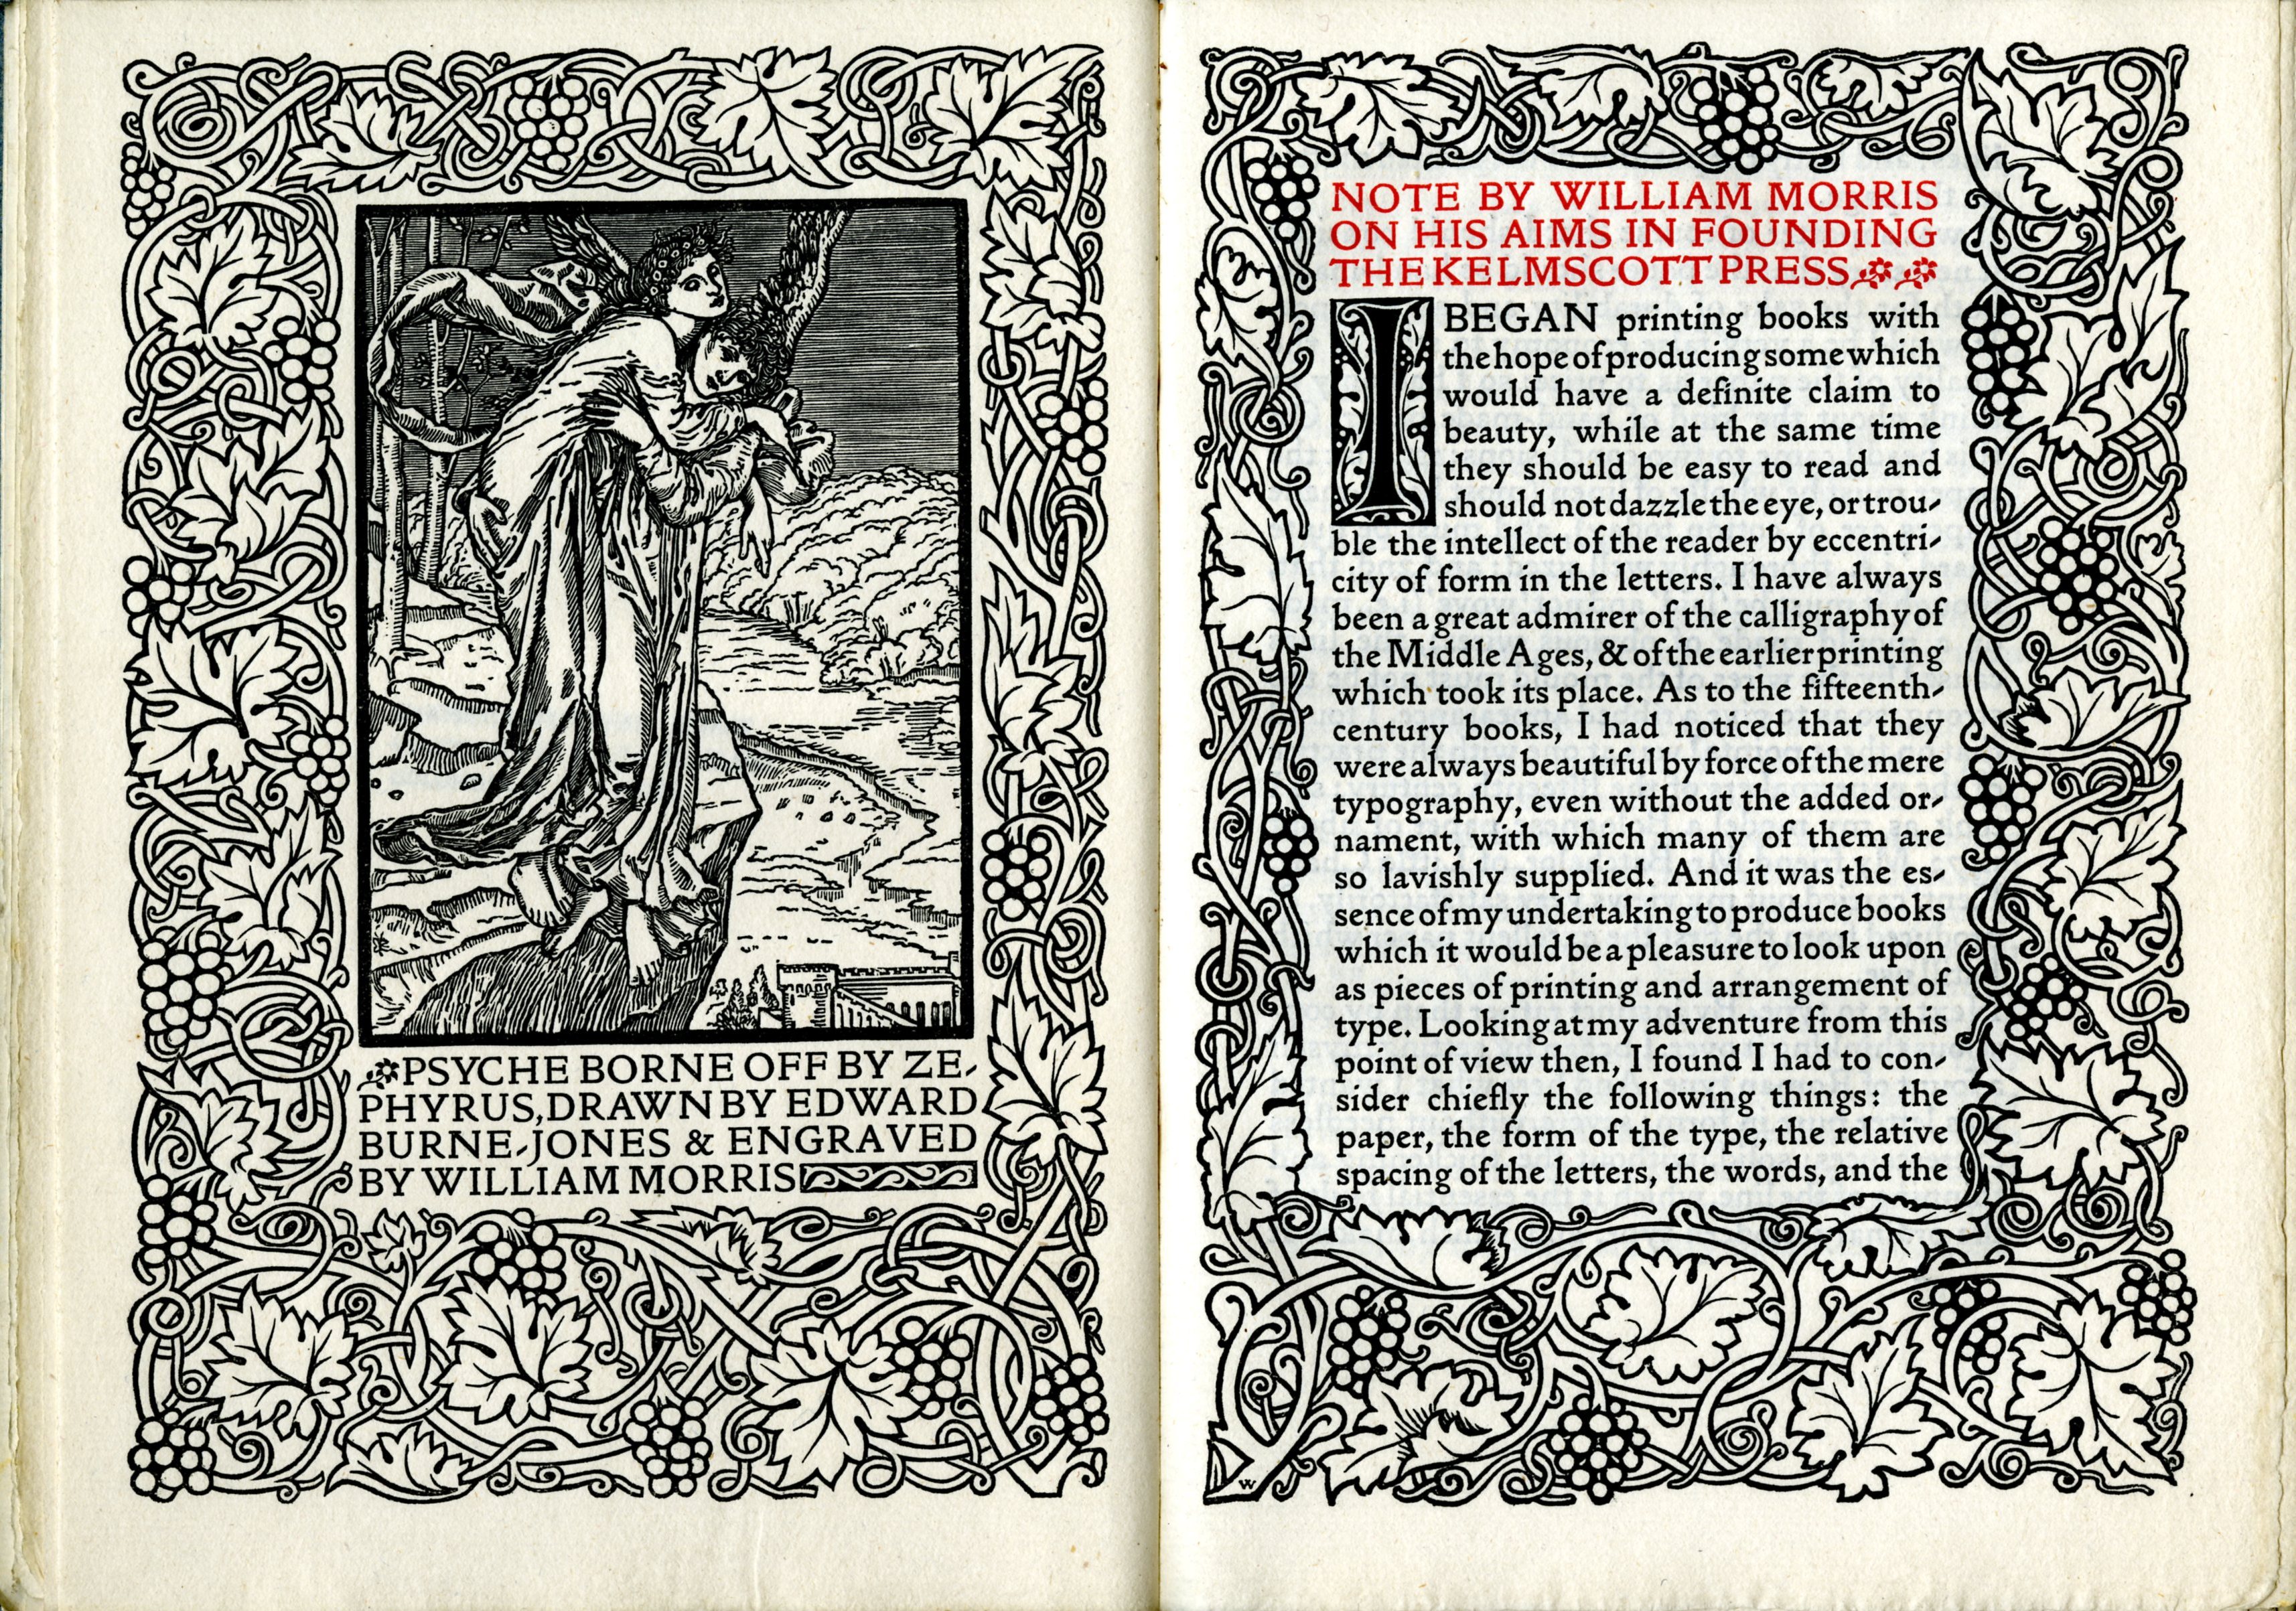 PSYCHE BORNE OFF BY ZE-
PHYRUS, DRAWN BY EDWARD
BURNE-JONES & ENGRAVED
BY WILLIAM MORRIS
NOTE BY WILLIAM MORRIS
ON HIS AIMS IN FOUNDING
THE KELMSCOTT PRESS
I BEGAN printing books with
the hope of producing some which
would have a definite claim to
beauty, while at the same time
they should be easy to read and
should not dazzle the eye, or trou-
ble the intellect of the reader by eccentri-
city of form in the letters. I have always
been a great admirer of the calligraphy of
the Middle Ages, & of the earlier printing
which took its place. As to the fifteenth-
century books, I had noticed that they
were always beautiful by force of the mere
typography, even without the added or-
nament, with which many of them are
so lavishly supplied. And it was the es-
sence of my undertaking to produce books
which it would be a pleasure to look upon
as pieces of printing and arrangement of
type. Looking at my adventure from this
point of view then, I found I had to con-
sider chiefly the following things: the
paper, the form of the type, the relative
spacing of the letters, the words, and the
W